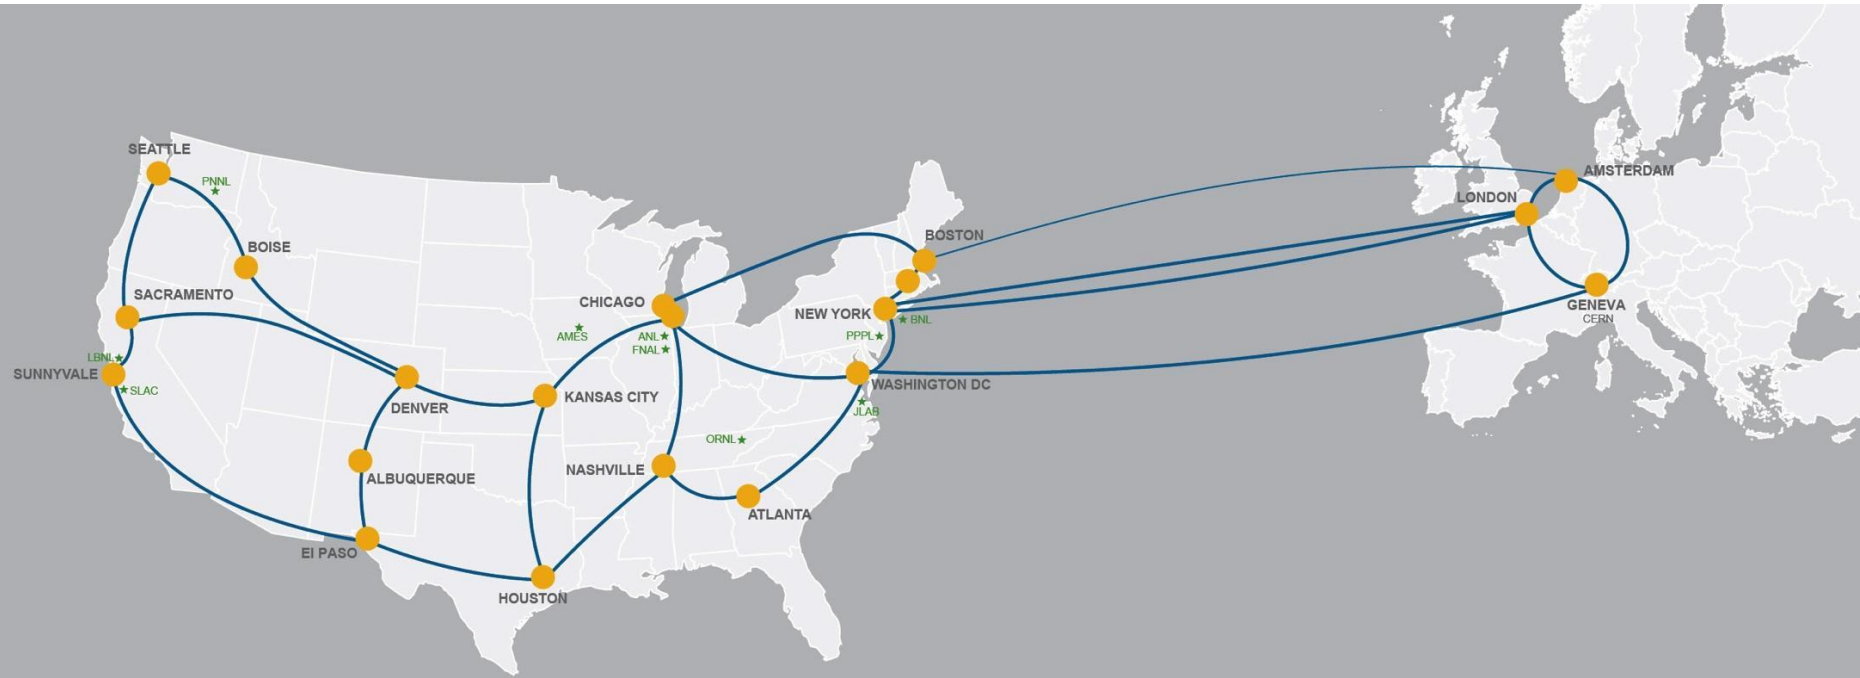 SEATTLE
PNNL
BOISE
SACRAMENTO
LBNL
SUNNYVALE
SLAC
DENVER
ALBUQUERQUE
El PASO
HOUSTON
KANSAS CITY
AMES
CHICAGO
ANL
FNAL
NASHVILLE
ORNL
ATLANTA
BOSTON
NEW YORK
BNL
PPPL
WASHINGTON DC
JLAB
AMSTERDAM
LONDON
GENEVA
CERN